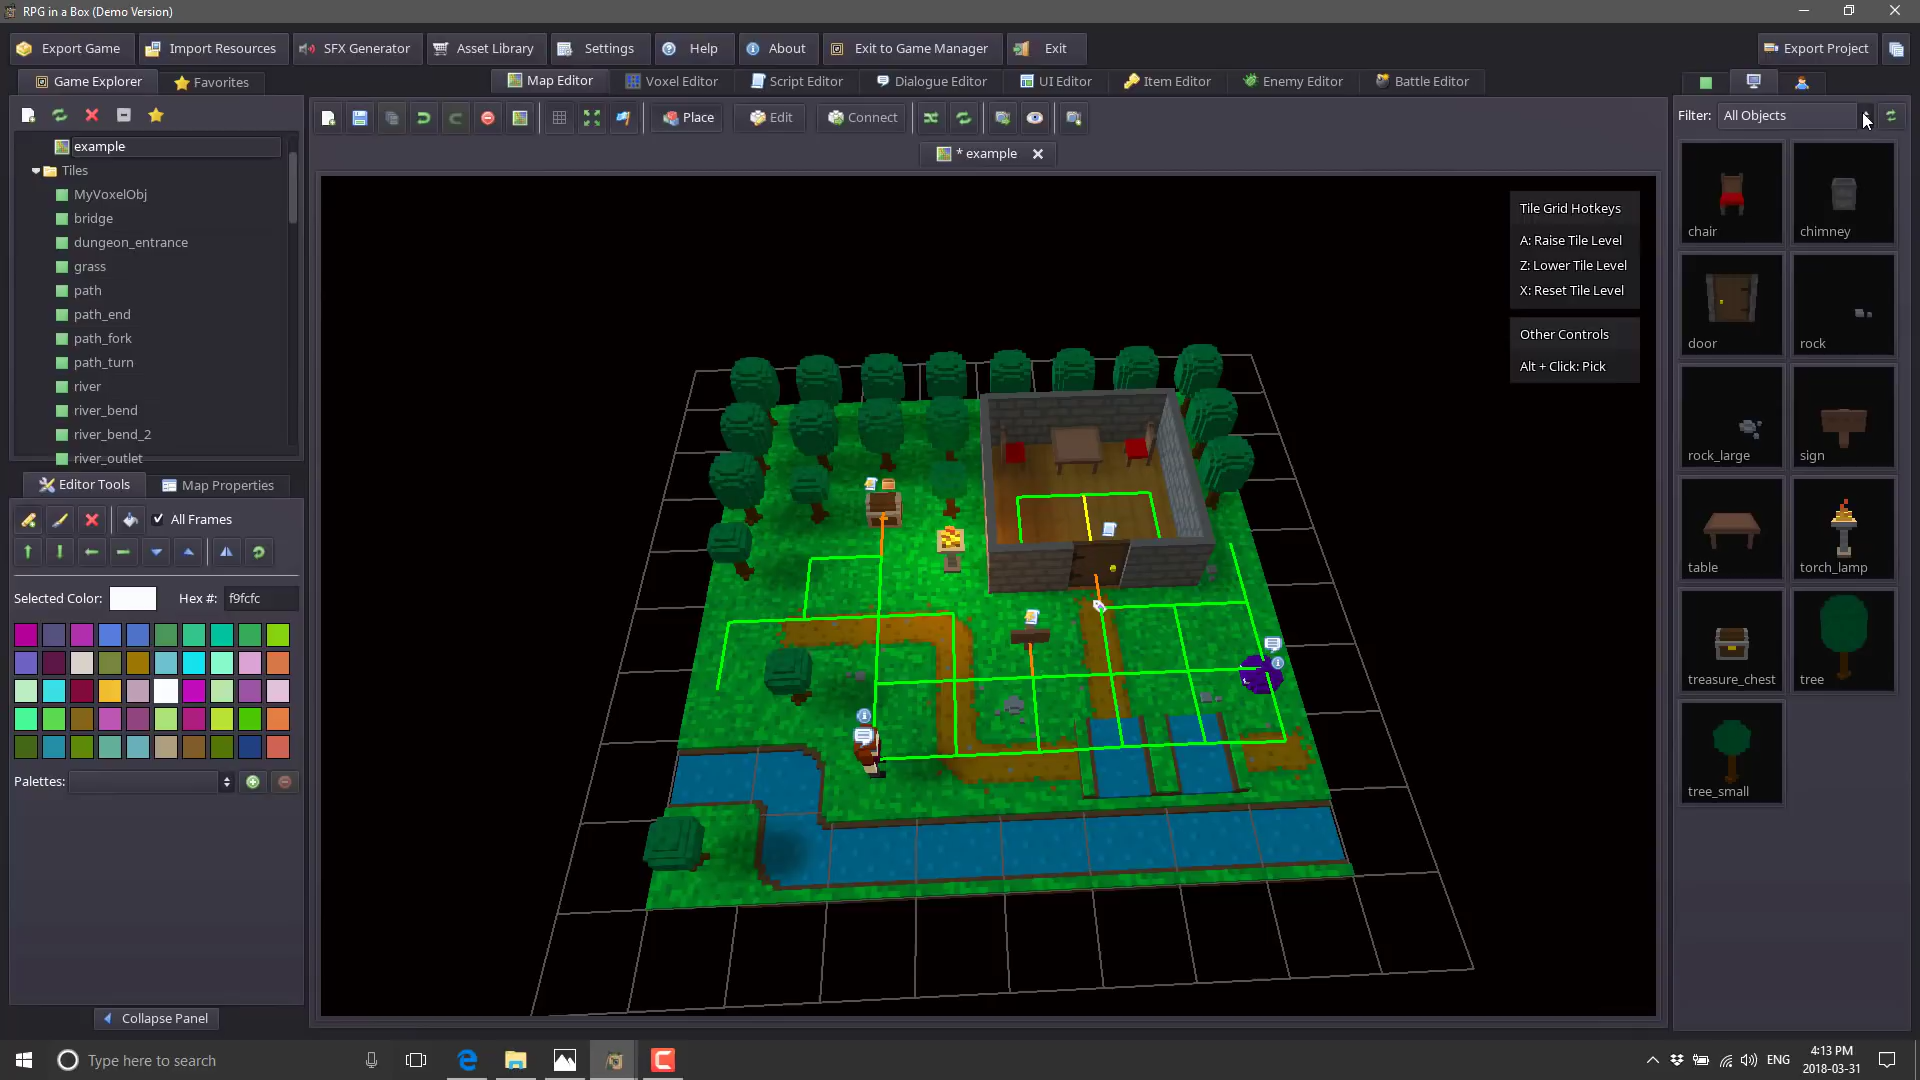 RPG in a Box (Demo Version)
Export Game
Import Resources
SFX Generator
Asset Library
Settings
Help
About
Exit to Game Manager
Exit
Export Project
Game Explorer
Favorites
Map Editor
Voxel Editor
Script Editor
Dialogue Editor
UI Editor
Item Editor
Enemy Editor
Battle Editor
Place
Edit
Connect
Filter:
All Objects
example
* example
Tiles
MyVoxelObj
bridge
dungeon_entrance
grass
path
path_end
path_fork
path_turn
river
river_bend
river_bend_2
river_outlet
Tile Grid Hotkeys
A: Raise Tile Level
Z: Lower Tile Level
X: Reset Tile Level
Other Controls
Alt + Click: Pick
chair
chimney
door
rock
rock_large
sign
table
torch_lamp
treasure_chest
tree
tree_small
Editor Tools
Map Properties
All Frames
Selected Color:
Hex #:
f9fcfc
Palettes:
Collapse Panel
Type here to search
ENG
4:13 PM
2018-03-31